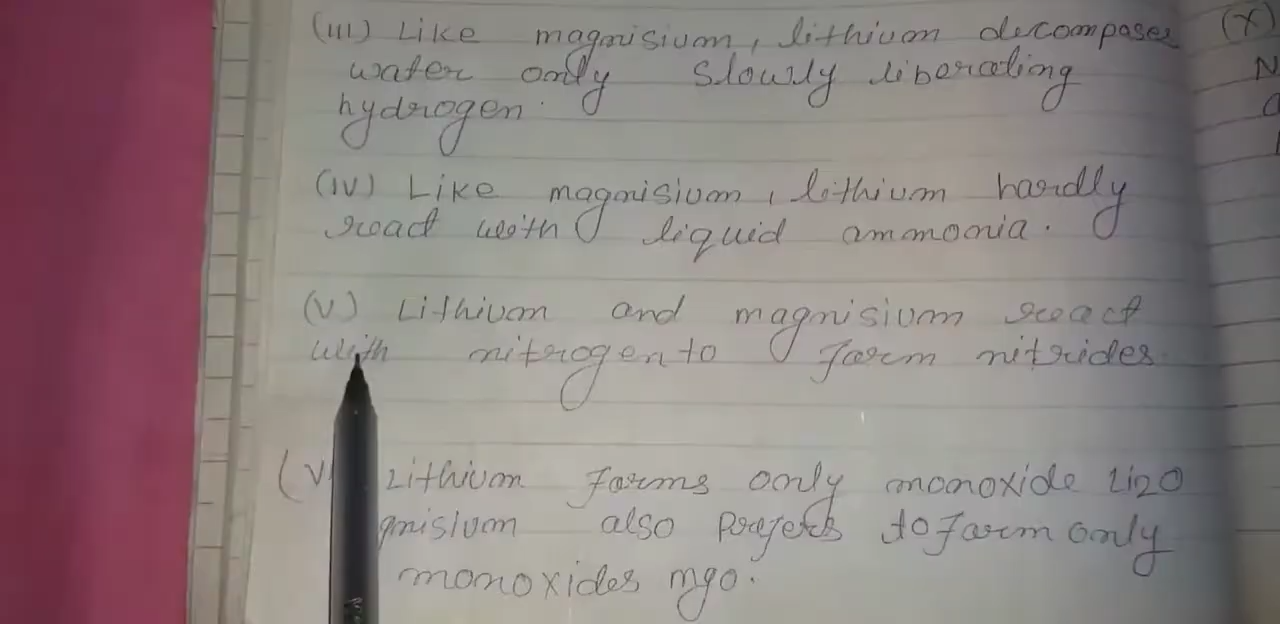 (iii) Like magnisium, lithium decomposes
water only slowly liberating
hydrogen.
(iv) Like magnisium, lithium hardly
react with liquid ammonia.
(v) Lithium and magnisium react
with nitrogen to form nitrides
(v Lithium forms only monoxide Li2O
gnisium also prefers to form only
monoxides mgo.
(x)
N